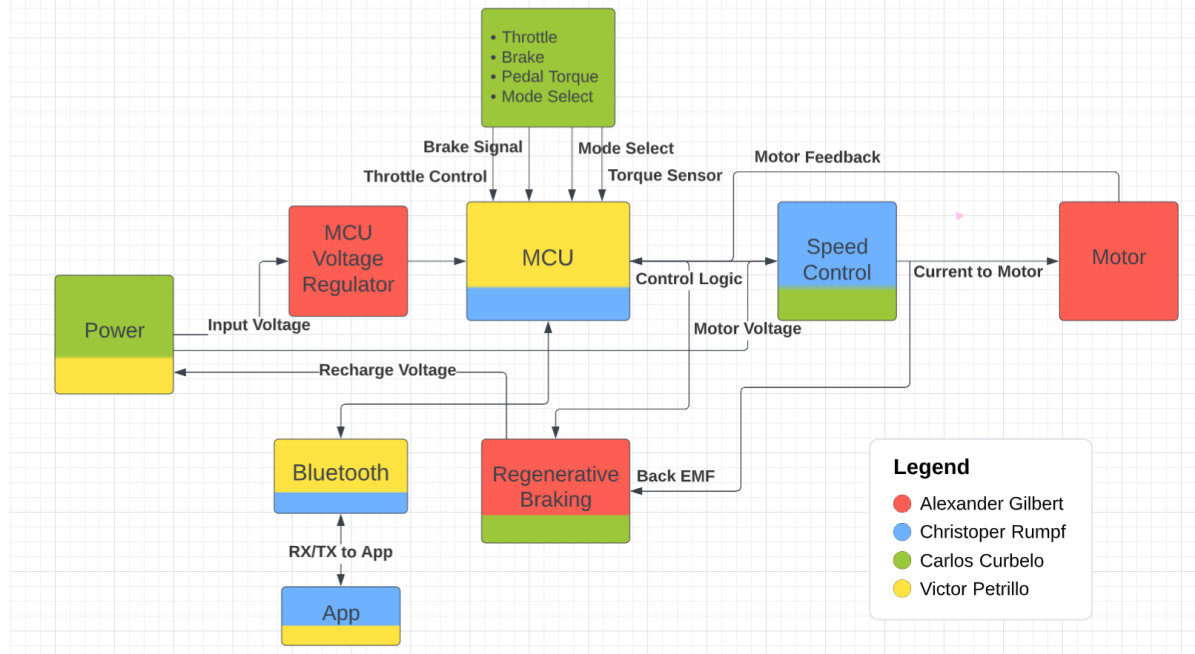 • Throttle
• Brake
• Pedal Torque
• Mode Select
Brake Signal
Mode Select
Throttle Control
Torque Sensor
Motor Feedback
MCU
Voltage
Regulator
MCU
Speed
Control
Motor
Control Logic
Current to Motor
Power
Input Voltage
Motor Voltage
Recharge Voltage
Bluetooth
Regenerative
Braking
Back EMF
RX/TX to App
App
Legend
Alexander Gilbert
Christoper Rumpf
Carlos Curbelo
Victor Petrillo